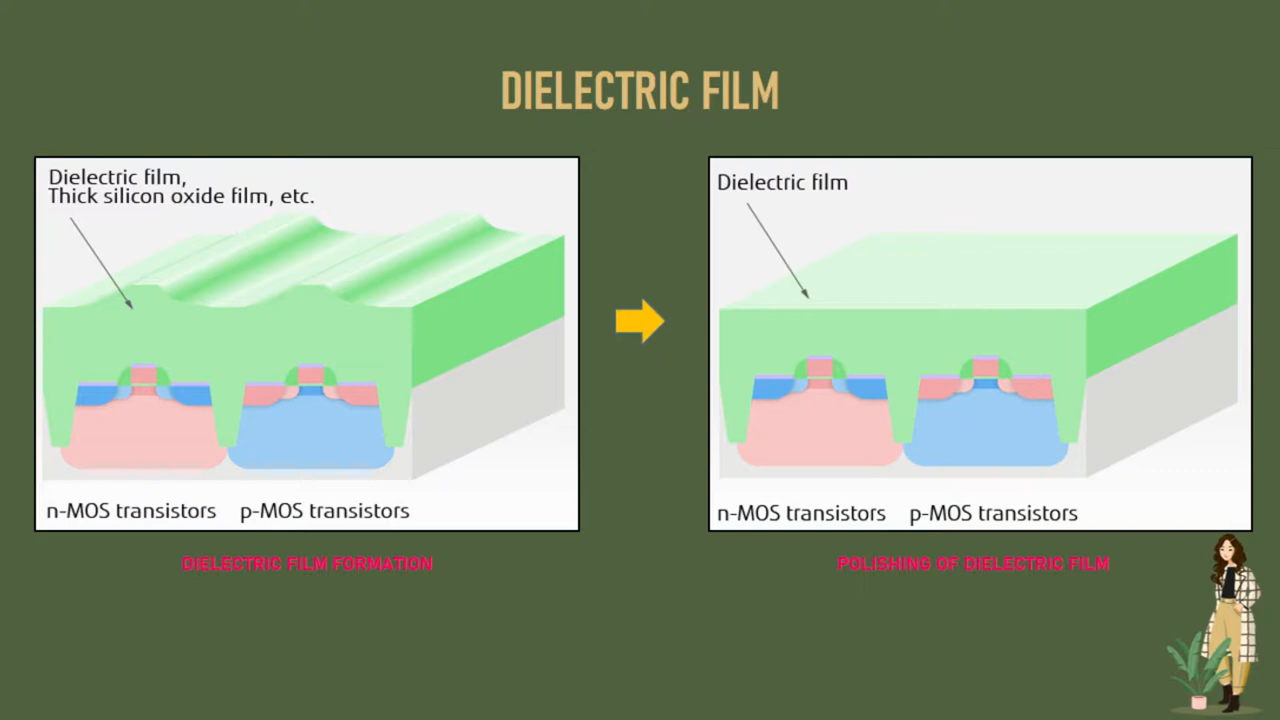 DIELECTRIC FILM
Dielectric film,
Thick silicon oxide film, etc.
n-MOS transistors p-MOS transistors
DIELECTRIC FILM FORMATION
Dielectric film
n-MOS transistors p-MOS transistors
POLISHING OF DIELECTRIC FILM